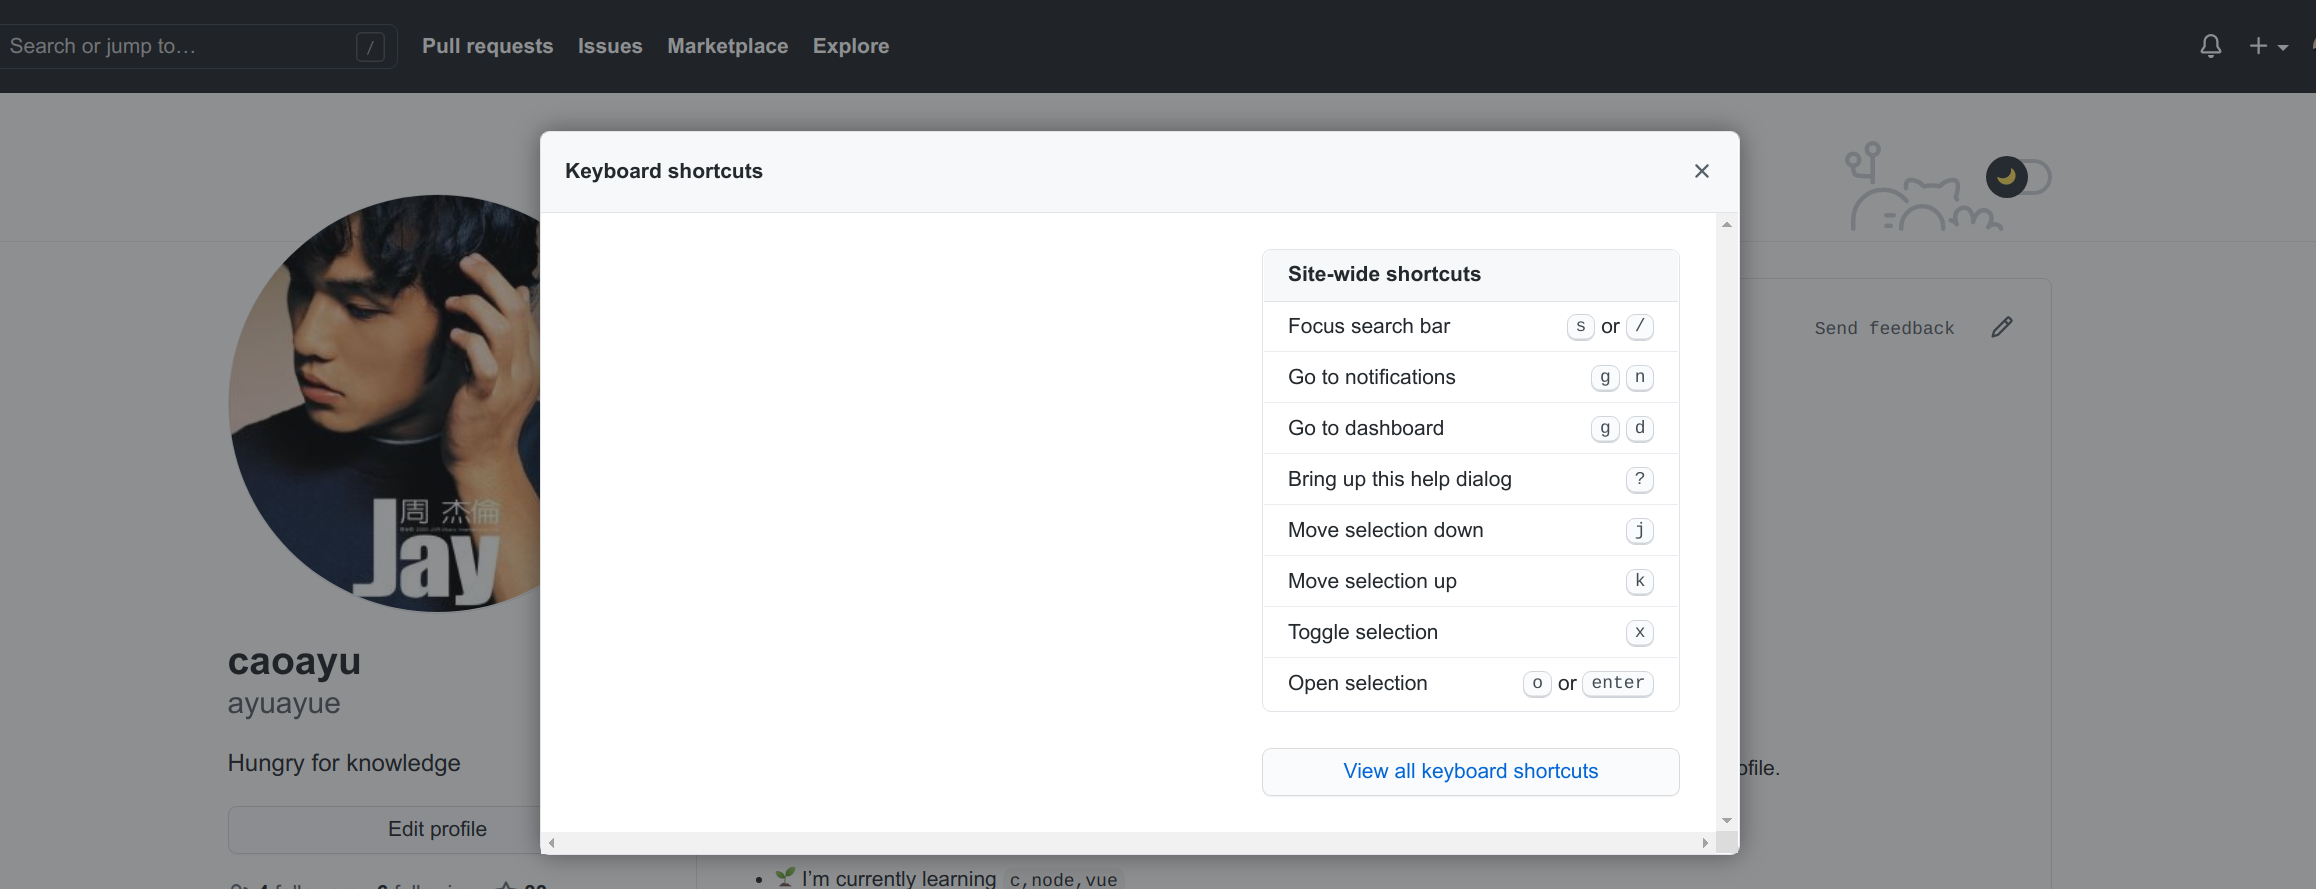 Search or jump to…
/
Pull requests
Issues
Marketplace
Explore
Keyboard shortcuts
Site-wide shortcuts
Focus search bar s or /
Go to notifications g n
Go to dashboard g d
Bring up this help dialog ?
Move selection down j
Move selection up k
Toggle selection x
Open selection o or enter
View all keyboard shortcuts
Send feedback
周 杰倫
Jay
caoayu
ayuayue
Hungry for knowledge
Edit profile
I'm currently learning c,node,vue